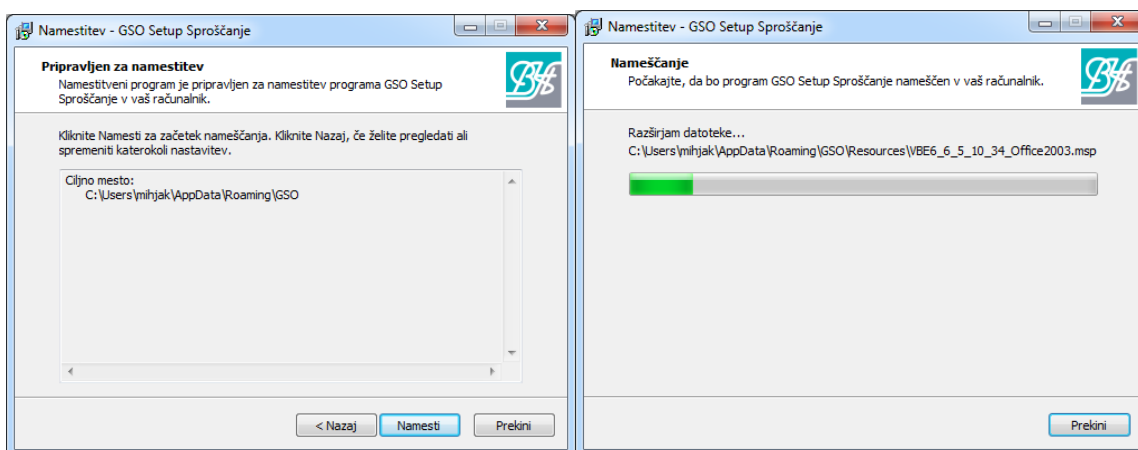 Namestitev - GSO Setup Sproščanje
Pripravljen za namestitev
Namestitveni program je pripravljen za namestitev programa GSO Setup
Sproščanje v vaš računalnik.
Kliknite Namesti za začetek nameščanja. Kliknite Nazaj, če želite pregledati ali
spremeniti katerokoli nastavitev.
Ciljno mesto:
C:\Users\mihjak\AppData\Roaming\GSO
< Nazaj
Namesti
Prekini
Namestitev - GSO Setup Sproščanje
Nameščanje
Počakajte, da bo program GSO Setup Sproščanje nameščen v vaš računalnik.
Razširjam datoteke...
C:\Users\mihjak\AppData\Roaming\GSO\Resources\VBE6_6_5_10_34_Office2003.msp
Prekini